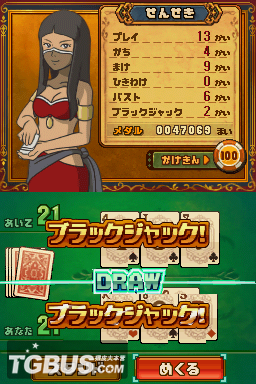 せんせき
プレイ 13 かい
かち 4 かい
まけ 9 かい
ひきわけ 0 かい
バスト 6 かい
ブラックジャック 2 かい
メダル 0047069 まい
かけきん 100
あいて 21
ブラックジャック!
DRAW
ブラックジャック!
あなた 21
めくる
TGBUS.com